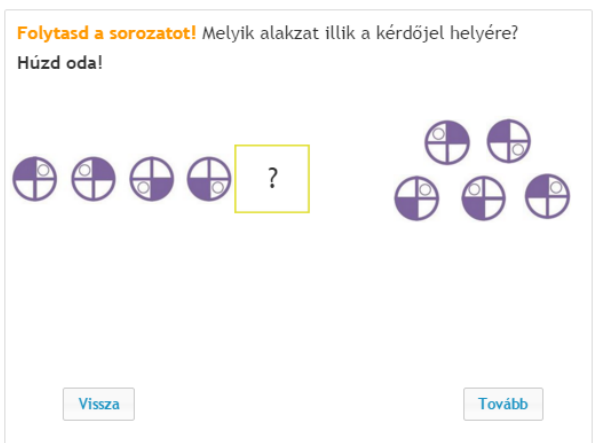 Folytasd a sorozatot! Melyik alakzat illik a kérdőjel helyére?
Húzd oda!
?
Vissza
Tovább